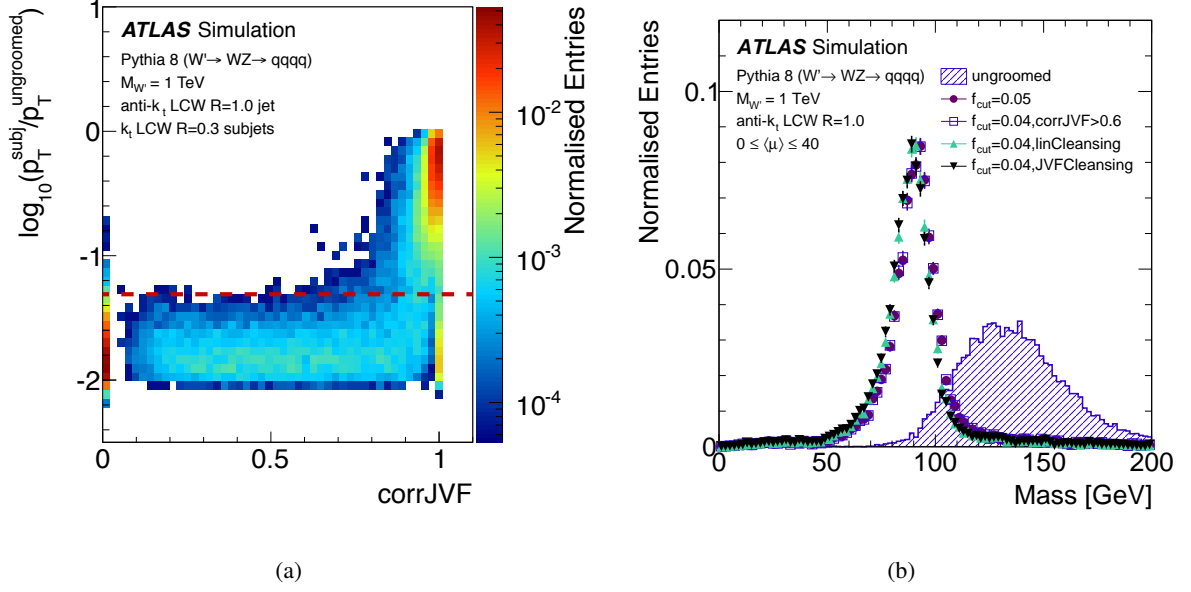 ATLAS Simulation
Pythia 8 (W'→ WZ→ qqqq)
M_W' = 1 TeV
anti-k_t LCW R=1.0 jet
k_t LCW R=0.3 subjets
log_10(p_T^subj/p_T^ungroomed)
1
0
-1
-2
0
0.5
1
corrJVF
Normalised Entries
10^-2
10^-3
10^-4
(a)
ATLAS Simulation
Pythia 8 (W'→ WZ→ qqqq)
M_W' = 1 TeV
anti-k_t LCW R=1.0
0 ≤ ⟨μ⟩ ≤ 40
ungroomed
f_cut=0.05
f_cut=0.04,corrJVF>0.6
f_cut=0.04,linCleansing
f_cut=0.04,JVFCleansing
Normalised Entries
0.1
0.05
0
0
50
100
150
200
Mass [GeV]
(b)